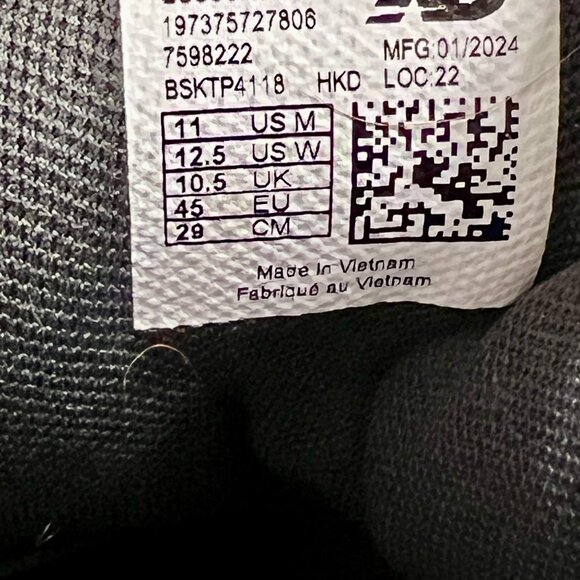 197375727806
7598222 MFG:01/2024
BSKTP4118 HKD LOC:22
11 US M
12.5 US W
10.5 UK
45 EU
29 CM
Made In Vietnam
Fabriqué au Vietnam